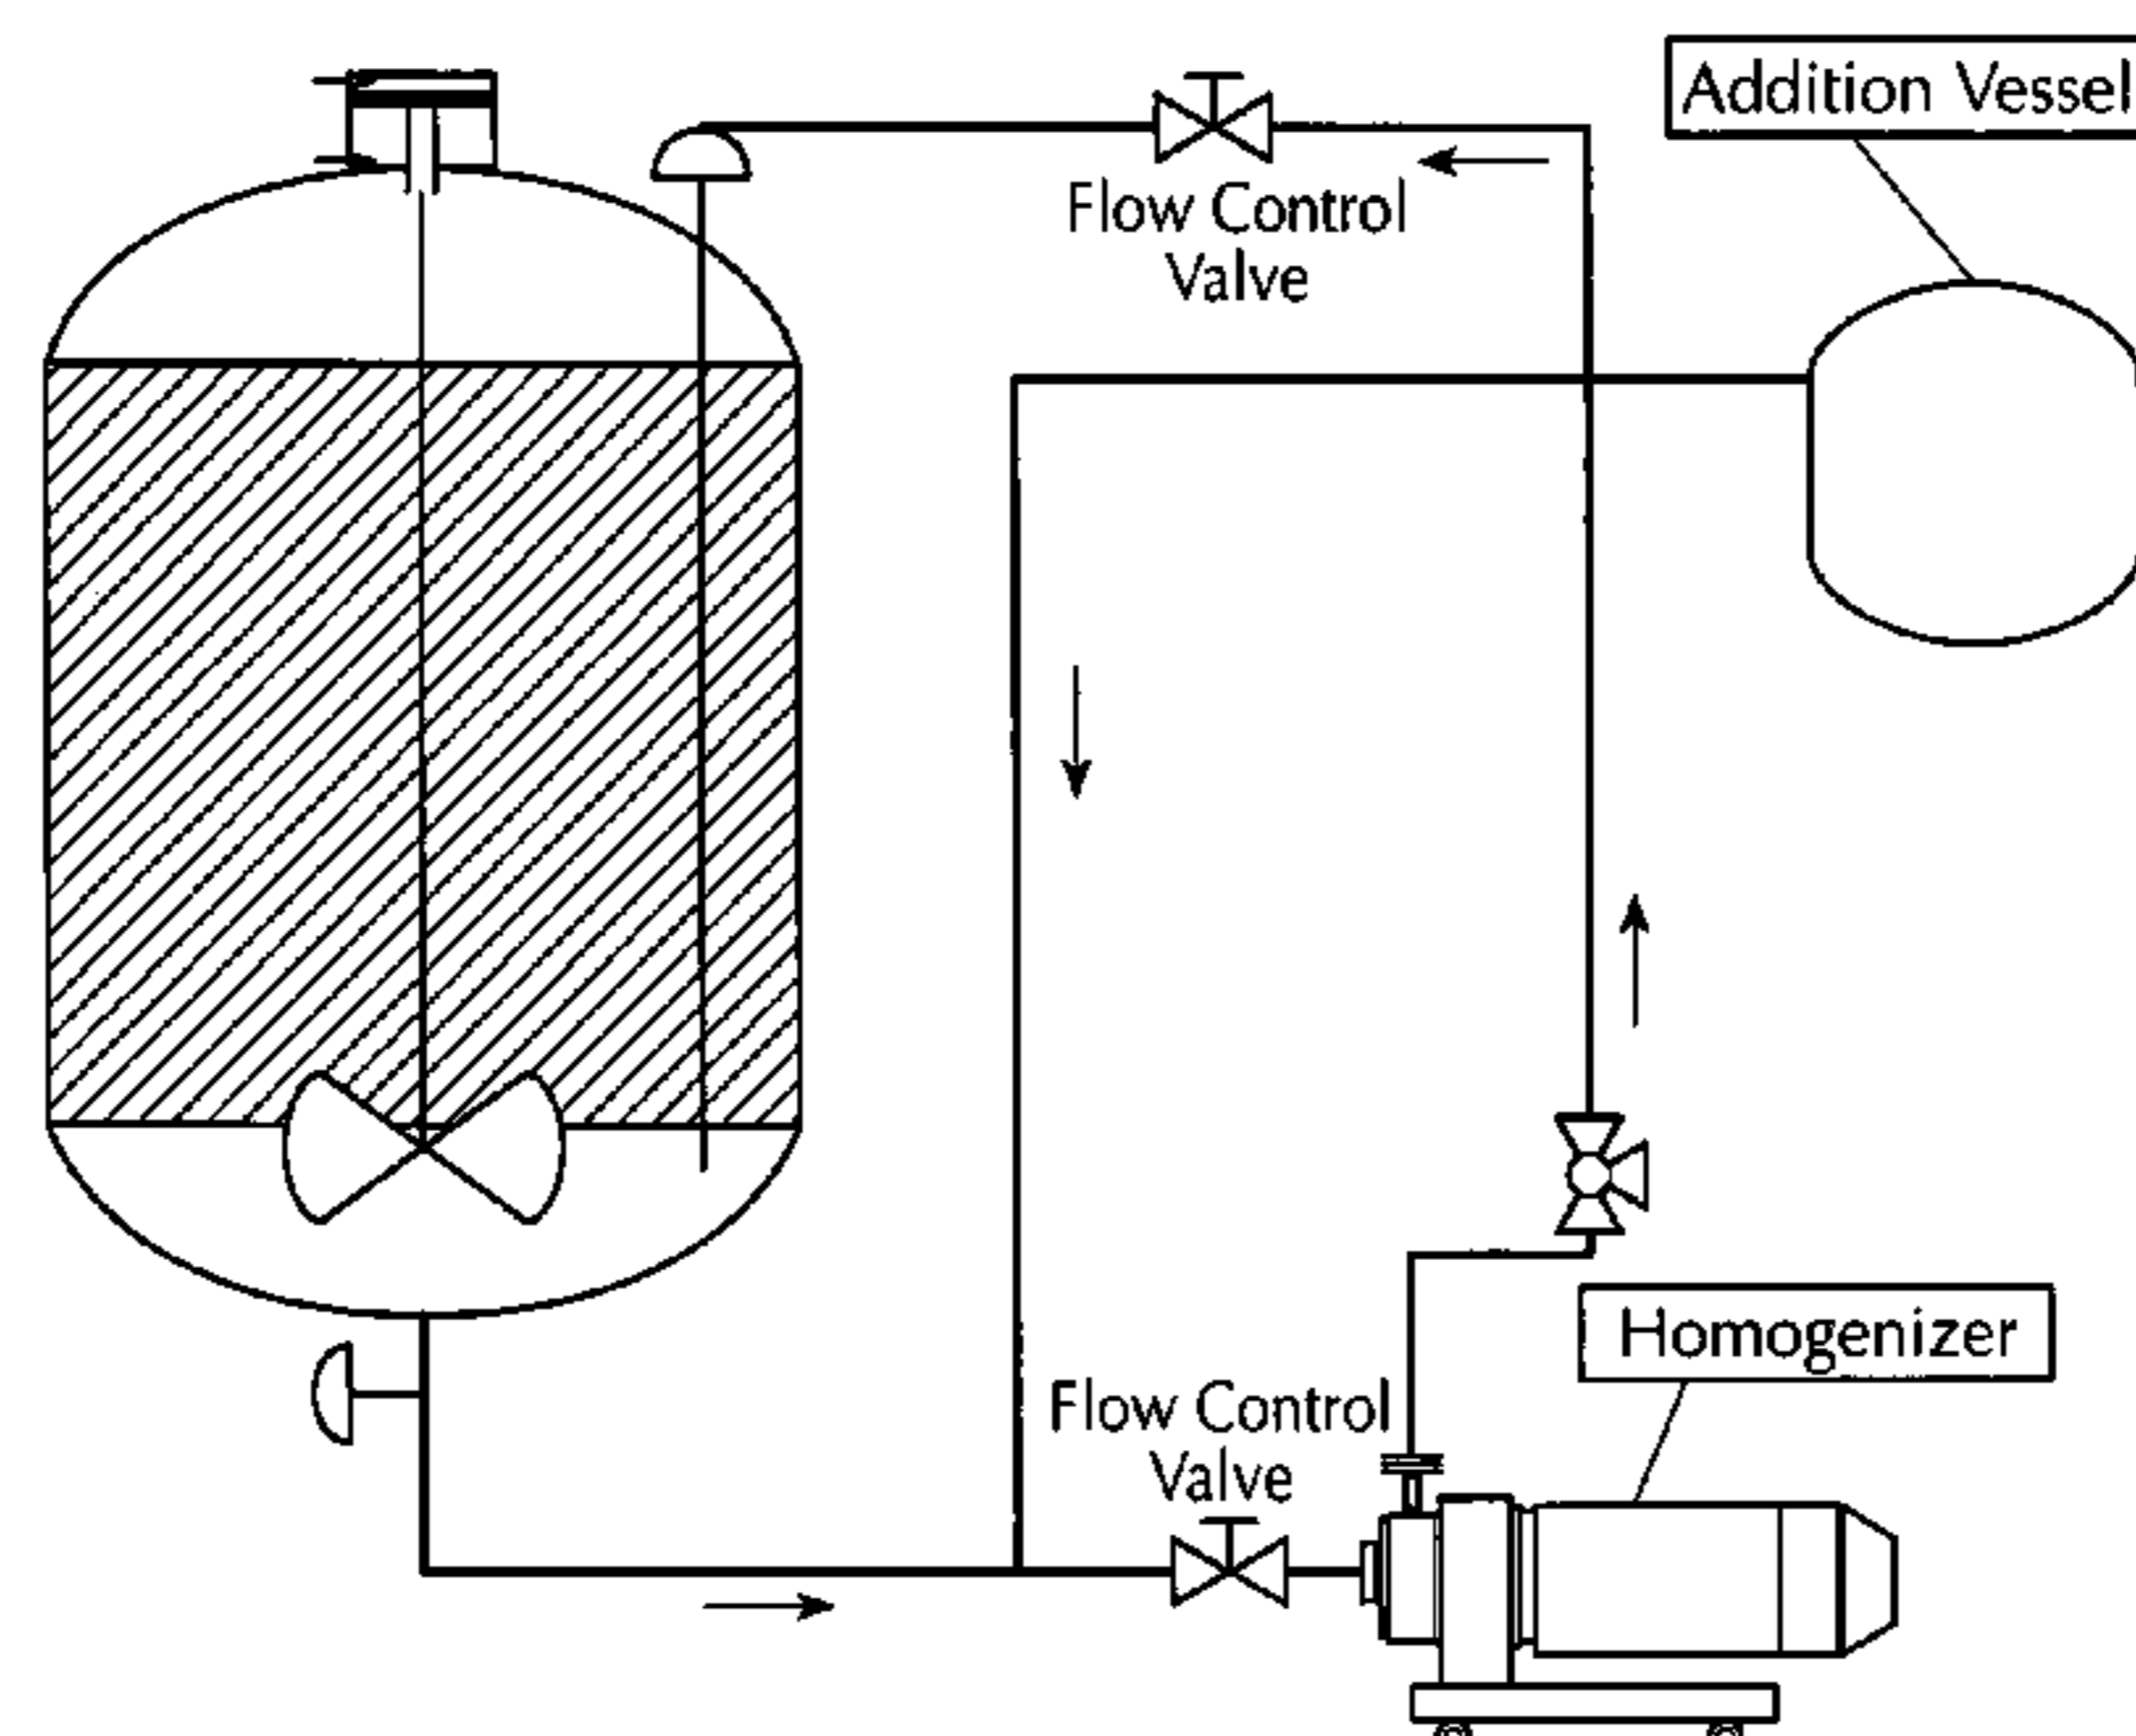 Addition Vessel
Flow Control
Valve
Homogenizer
Flow Control
Valve